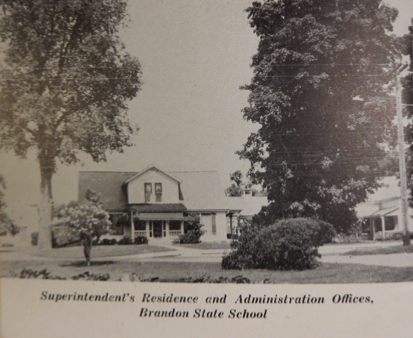 Superintendent's Residence and Administration Offices,
Brandon State School